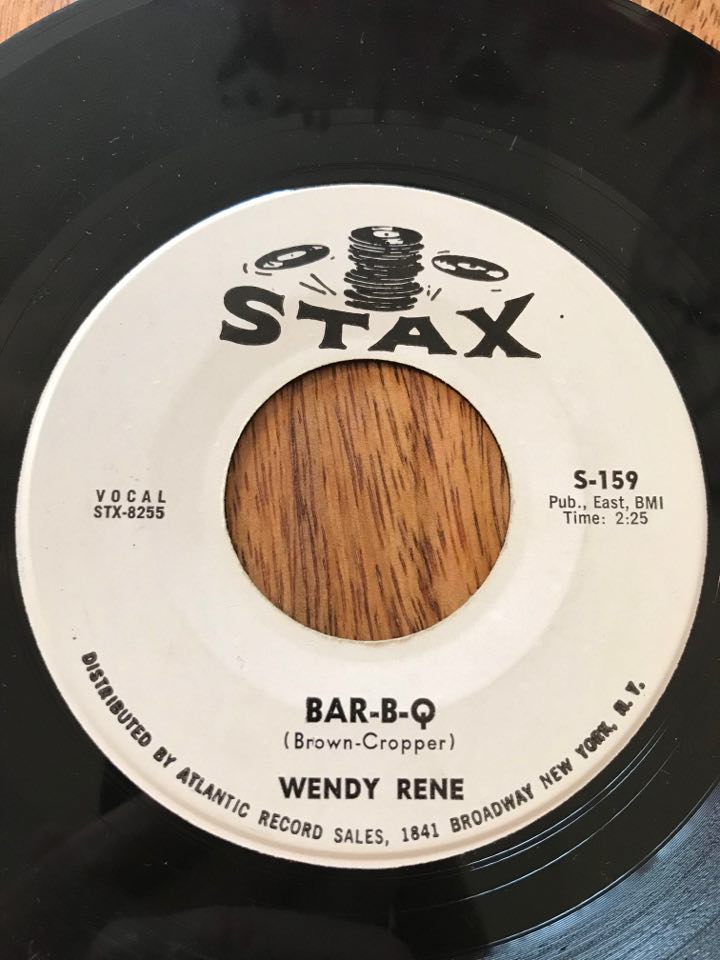 STAX
VOCAL
STX-8255
S-159
Pub., East, BMI
Time: 2:25
BAR-B-Q
(Brown-Cropper)
WENDY RENE
DISTRIBUTED BY ATLANTIC RECORD SALES, 1841 BROADWAY NEW YORK, N. Y.